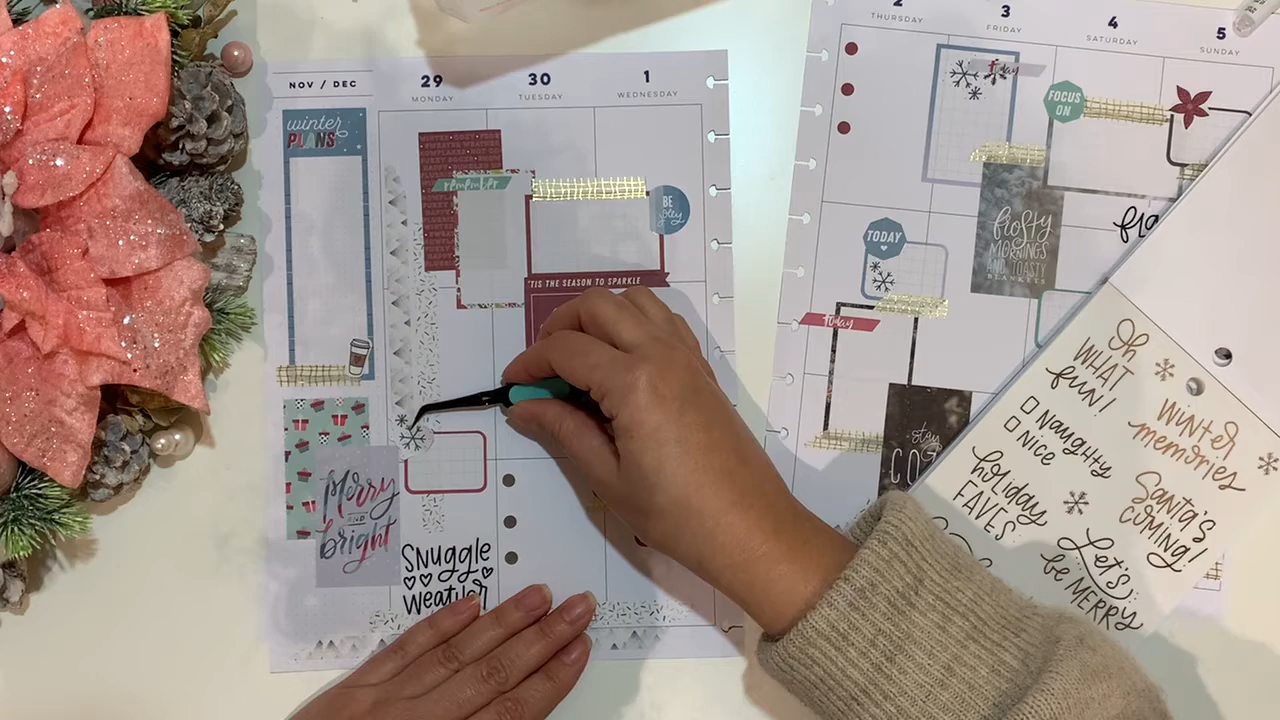 NOV / DEC
29
MONDAY
30
TUESDAY
1
WEDNESDAY
winter
PLANS
remember
BE
jolly
'TIS THE SEASON TO SPARKLE
Merry
AND
bright
SNUGGLE
weather
2
THURSDAY
3
FRIDAY
4
SATURDAY
5
SUNDAY
FOCUS
ON
TODAY
frosty
MORNINGS
AND TOASTY
BLANKETS
today
stay
Oh
WHAT
fun!
NAUGHTY
NICE
holiday
FAVES
WINTER
memories
SANTA'S
COMING!
Let's
be MERRY